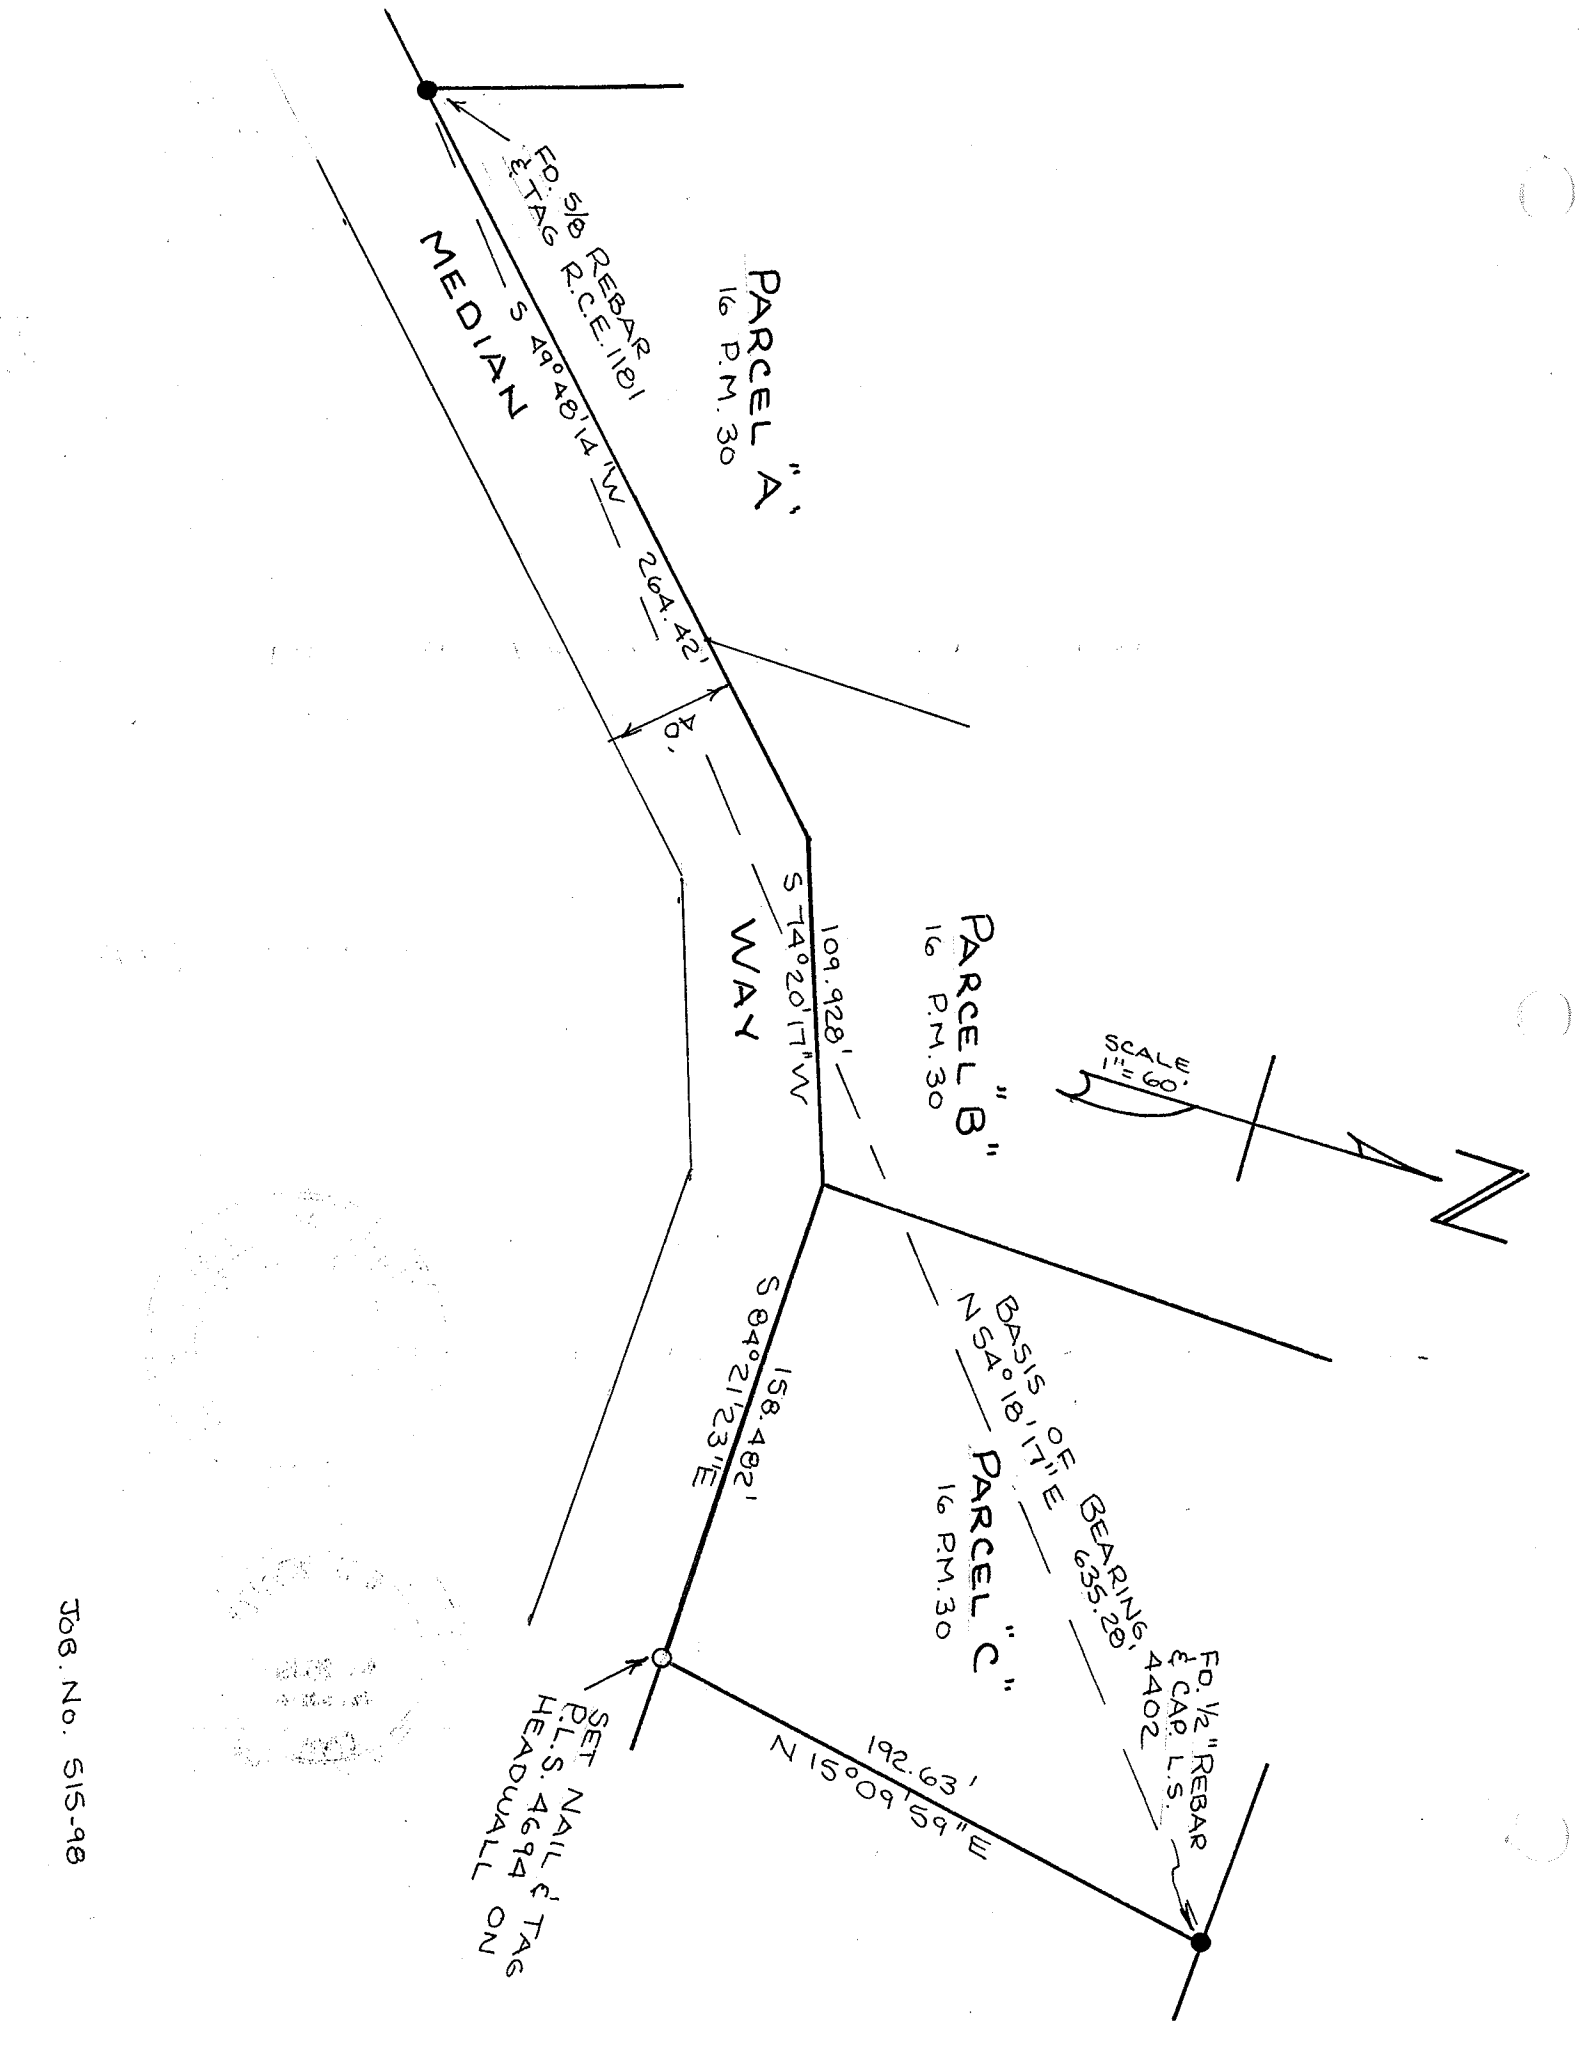 FD. 5/8 REBAR
& TAG R.C.E. 1181
PARCEL "A"
16 P.M. 30
S 49°48'14"W 264.42'
MEDIAN
40'
WAY
109.928'
S 74°20'17"W
PARCEL "B"
16 P.M. 30
SCALE
1"= 60'
N
BASIS OF BEARING
N 54°18'17"E 635.28'
PARCEL "C"
16 P.M. 30
158.482'
S 84°21'23"E
FD. 1/2" REBAR
& CAP. L.S.
4402
192.63'
N 15°09'59"E
SET NAIL & TAG
P.L.S. 4694
HEADWALL ON
JOB. No. 515-98